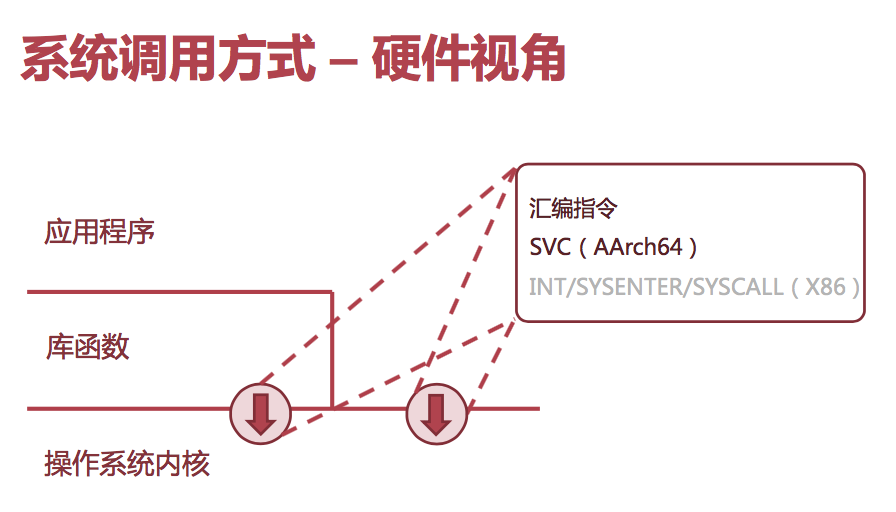 系统调用方式 – 硬件视角
应用程序
库函数
操作系统内核
汇编指令
SVC（AArch64）
INT/SYSENTER/SYSCALL（X86）